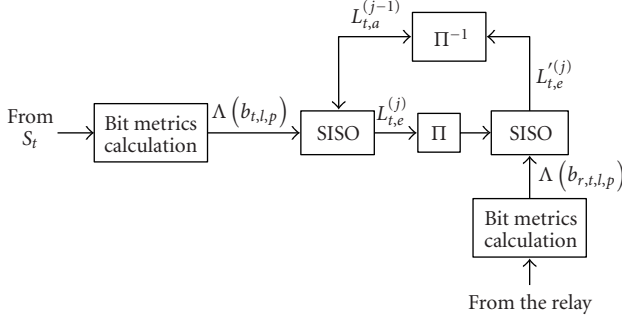 L_{t,a}^{(j−1)}
Π^{−1}
L_{t,e}^{′(j)}
From
S_t
Bit metrics
calculation
Λ(b_{t,l,p})
SISO
L_{t,e}^{(j)}
Π
SISO
Λ(b_{r,t,l,p})
Bit metrics
calculation
From the relay